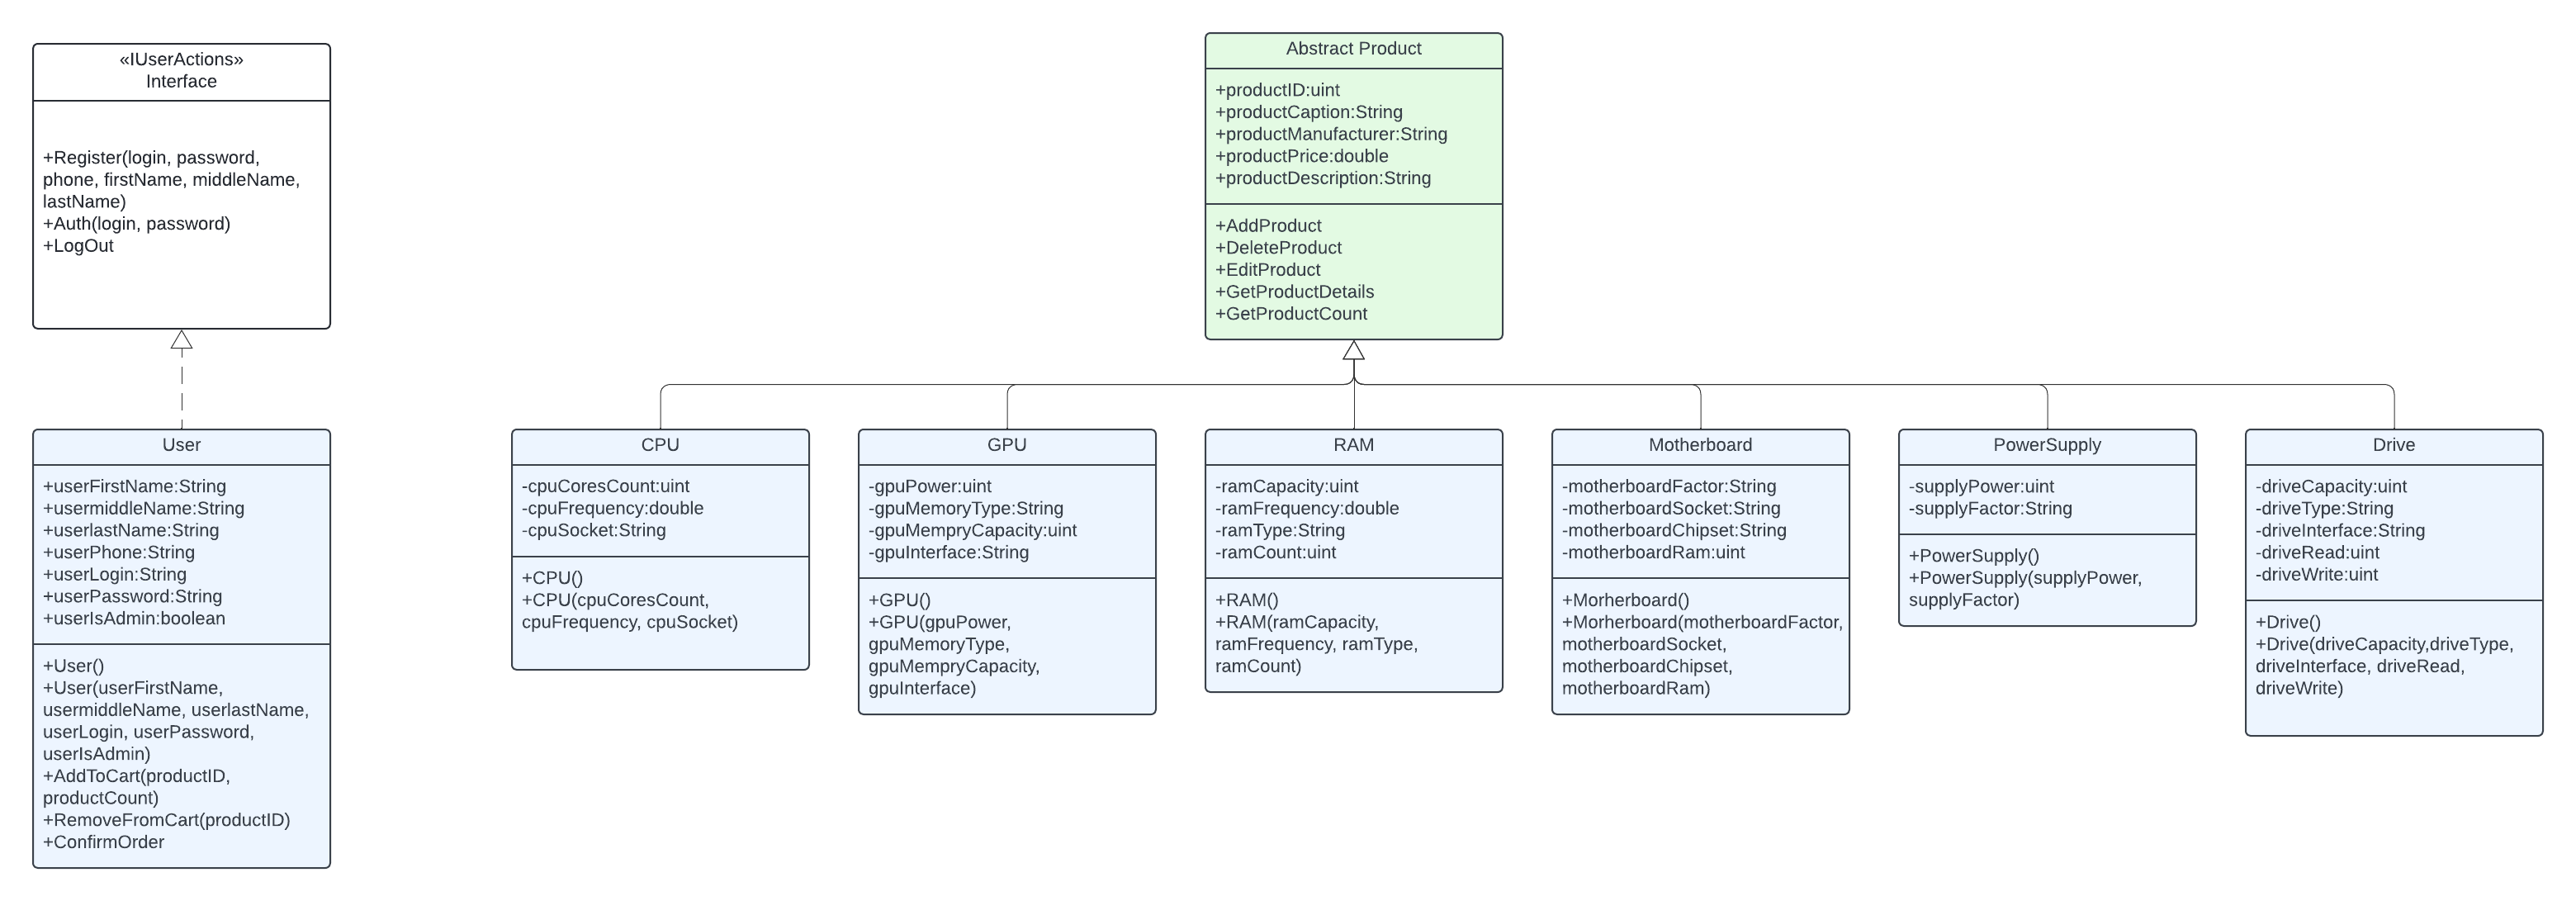 «IUserActions»
Interface
+Register(login, password,
phone, firstName, middleName,
lastName)
+Auth(login, password)
+LogOut
Abstract Product
+productID:uint
+productCaption:String
+productManufacturer:String
+productPrice:double
+productDescription:String
+AddProduct
+DeleteProduct
+EditProduct
+GetProductDetails
+GetProductCount
User
+userFirstName:String
+usermiddleName:String
+userlastName:String
+userPhone:String
+userLogin:String
+userPassword:String
+userIsAdmin:boolean
+User()
+User(userFirstName,
usermiddleName, userlastName,
userLogin, userPassword,
userIsAdmin)
+AddToCart(productID,
productCount)
+RemoveFromCart(productID)
+ConfirmOrder
CPU
-cpuCoresCount:uint
-cpuFrequency:double
-cpuSocket:String
+CPU()
+CPU(cpuCoresCount,
cpuFrequency, cpuSocket)
GPU
-gpuPower:uint
-gpuMemoryType:String
-gpuMempryCapacity:uint
-gpuInterface:String
+GPU()
+GPU(gpuPower,
gpuMemoryType,
gpuMempryCapacity,
gpuInterface)
RAM
-ramCapacity:uint
-ramFrequency:double
-ramType:String
-ramCount:uint
+RAM()
+RAM(ramCapacity,
ramFrequency, ramType,
ramCount)
Motherboard
-motherboardFactor:String
-motherboardSocket:String
-motherboardChipset:String
-motherboardRam:uint
+Morherboard()
+Morherboard(motherboardFactor,
motherboardSocket,
motherboardChipset,
motherboardRam)
PowerSupply
-supplyPower:uint
-supplyFactor:String
+PowerSupply()
+PowerSupply(supplyPower,
supplyFactor)
Drive
-driveCapacity:uint
-driveType:String
-driveInterface:String
-driveRead:uint
-driveWrite:uint
+Drive()
+Drive(driveCapacity,driveType,
driveInterface, driveRead,
driveWrite)